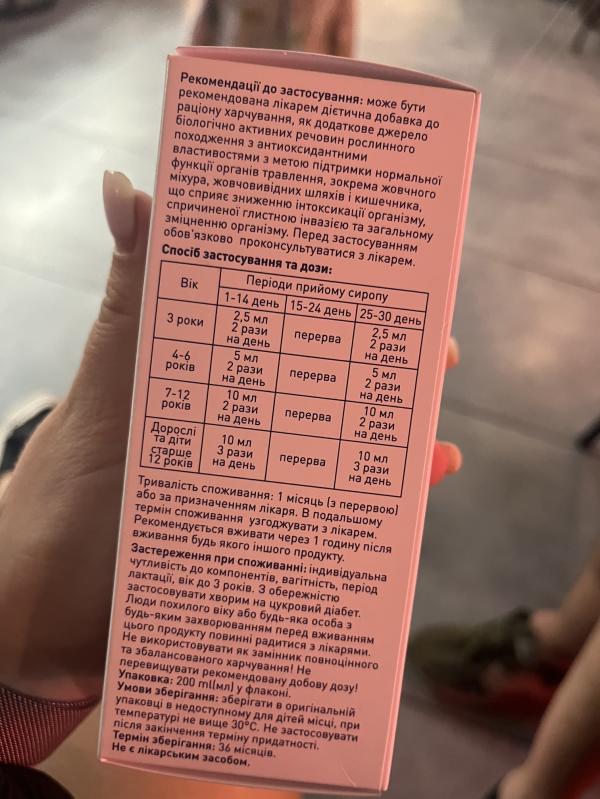 Рекомендації до застосування: може бути
рекомендована лікарем дієтична добавка до
раціону харчування, як додаткове джерело
біологічно активних речовин рослинного
походження з антиоксидантними
властивостями з метою підтримки нормальної
функції органів травлення, зокрема жовчного
міхура, жовчовивідних шляхів і кишечника,
що сприяє зниженню інтоксикації організму,
спричиненої глистною інвазією та загальному
зміцненню організму. Перед застосуванням
обов'язково проконсультуватися з лікарем.
Спосіб застосування та дози:
Вік Періоди прийому сиропу
1-14 день 15-24 день 25-30 день
3 роки 2,5 мл 2 рази на день перерва 2,5 мл 2 рази на день
4-6 років 5 мл 2 рази на день перерва 5 мл 2 рази на день
7-12 років 10 мл 2 рази на день перерва 10 мл 2 рази на день
Дорослі та діти старше 12 років 10 мл 3 рази на день перерва 10 мл 3 рази на день
Тривалість споживання: 1 місяць (з перервою)
або за призначенням лікаря. В подальшому
термін споживання узгоджувати з лікарем.
Рекомендується вживати через 1 годину після
вживання будь якого іншого продукту.
Застереження при споживанні: індивідуальна
чутливість до компонентів, вагітність, період
лактації, вік до 3 років. З обережністю
застосовувати хворим на цукровий діабет.
Люди похилого віку або будь-яка особа з
будь-яким захворюванням перед вживанням
цього продукту повинні радитися з лікарями.
Не використовувати як замінник повноцінного
та збалансованого харчування! Не
перевищувати рекомендовану добову дозу!
Упаковка: 200 ml(мл) у флаконі.
Умови зберігання: зберігати в оригінальній
упаковці в недоступному для дітей місці, при
температурі не вище 30°С. Не застосовувати
після закінчення терміну придатності.
Термін зберігання: 36 місяців.
Не є лікарським засобом.